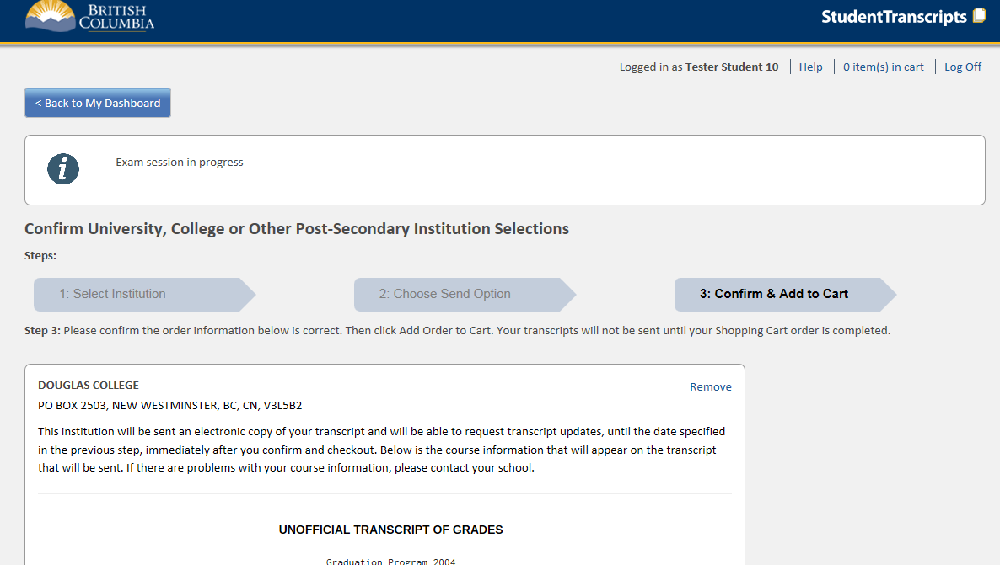 BRITISH
COLUMBIA
StudentTranscripts
Logged in as Tester Student 10 Help 0 item(s) in cart Log Off
< Back to My Dashboard
Exam session in progress
Confirm University, College or Other Post-Secondary Institution Selections
Steps:
1: Select Institution 2: Choose Send Option 3: Confirm & Add to Cart
Step 3: Please confirm the order information below is correct. Then click Add Order to Cart. Your transcripts will not be sent until your Shopping Cart order is completed.
DOUGLAS COLLEGE Remove
PO BOX 2503, NEW WESTMINSTER, BC, CN, V3L5B2
This institution will be sent an electronic copy of your transcript and will be able to request transcript updates, until the date specified
in the previous step, immediately after you confirm and checkout. Below is the course information that will appear on the transcript
that will be sent. If there are problems with your course information, please contact your school.
UNOFFICIAL TRANSCRIPT OF GRADES
Graduation Program 2004